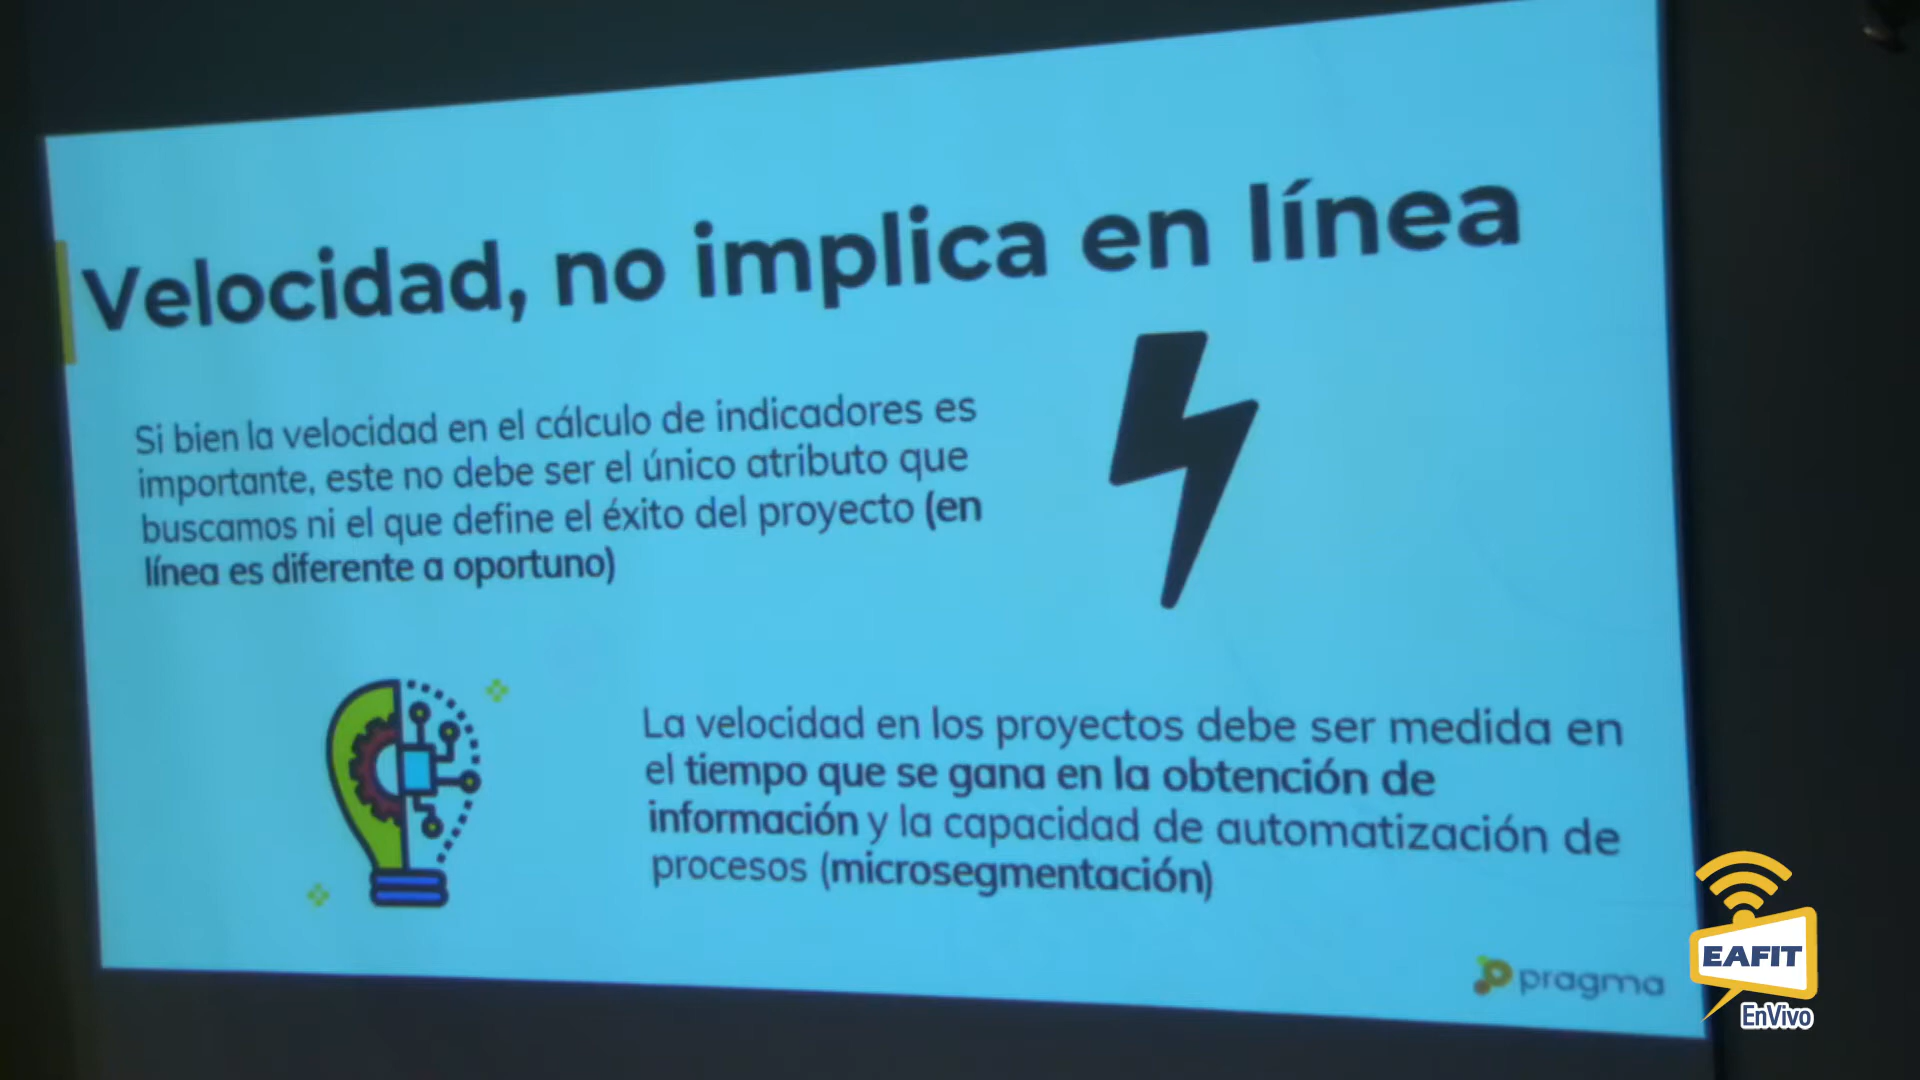 Velocidad, no implica en línea
Si bien la velocidad en el cálculo de indicadores es
importante, este no debe ser el único atributo que
buscamos ni el que define el éxito del proyecto (en
línea es diferente a oportuno)
La velocidad en los proyectos debe ser medida en
el tiempo que se gana en la obtención de
información y la capacidad de automatización de
procesos (microsegmentación)
pragma
EAFIT
EnVivo